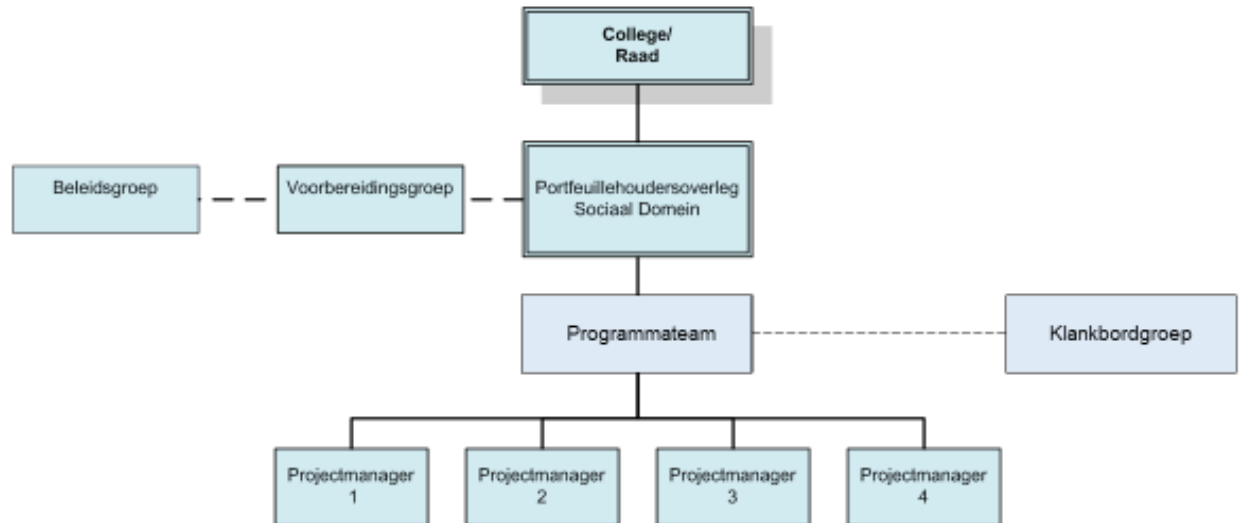 College/
Raad
Beleidsgroep
Voorbereidingsgroep
Portfeuillehoudersoverleg
Sociaal Domein
Programmateam
Klankbordgroep
Projectmanager
1
Projectmanager
2
Projectmanager
3
Projectmanager
4